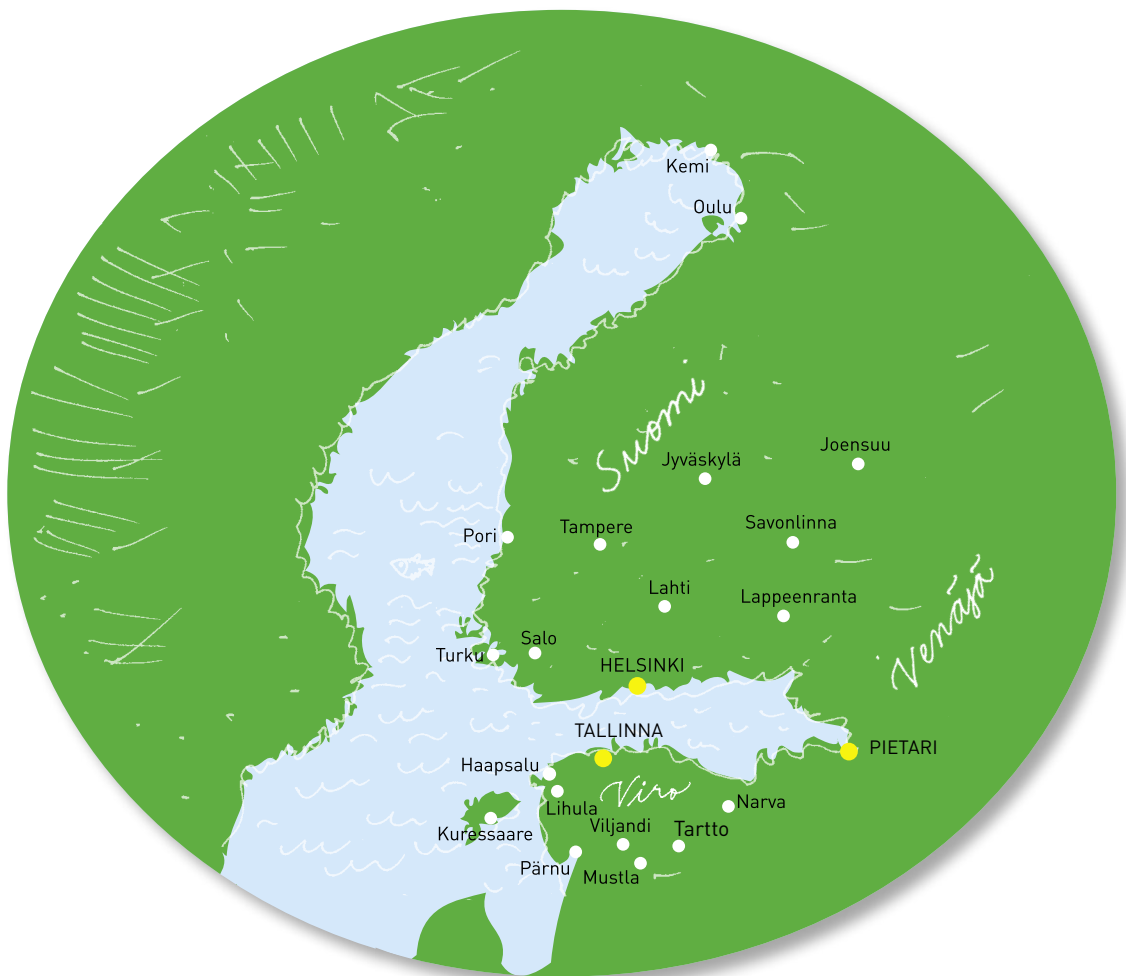 Kemi
Oulu
Suomi
Joensuu
Jyväskylä
Savonlinna
Tampere
Pori
Venäjä
Lahti
Lappeenranta
Salo
Turku
HELSINKI
TALLINNA
PIETARI
Haapsalu
Viro
Narva
Lihula
Viljandi
Tartto
Kuressaare
Pärnu
Mustla